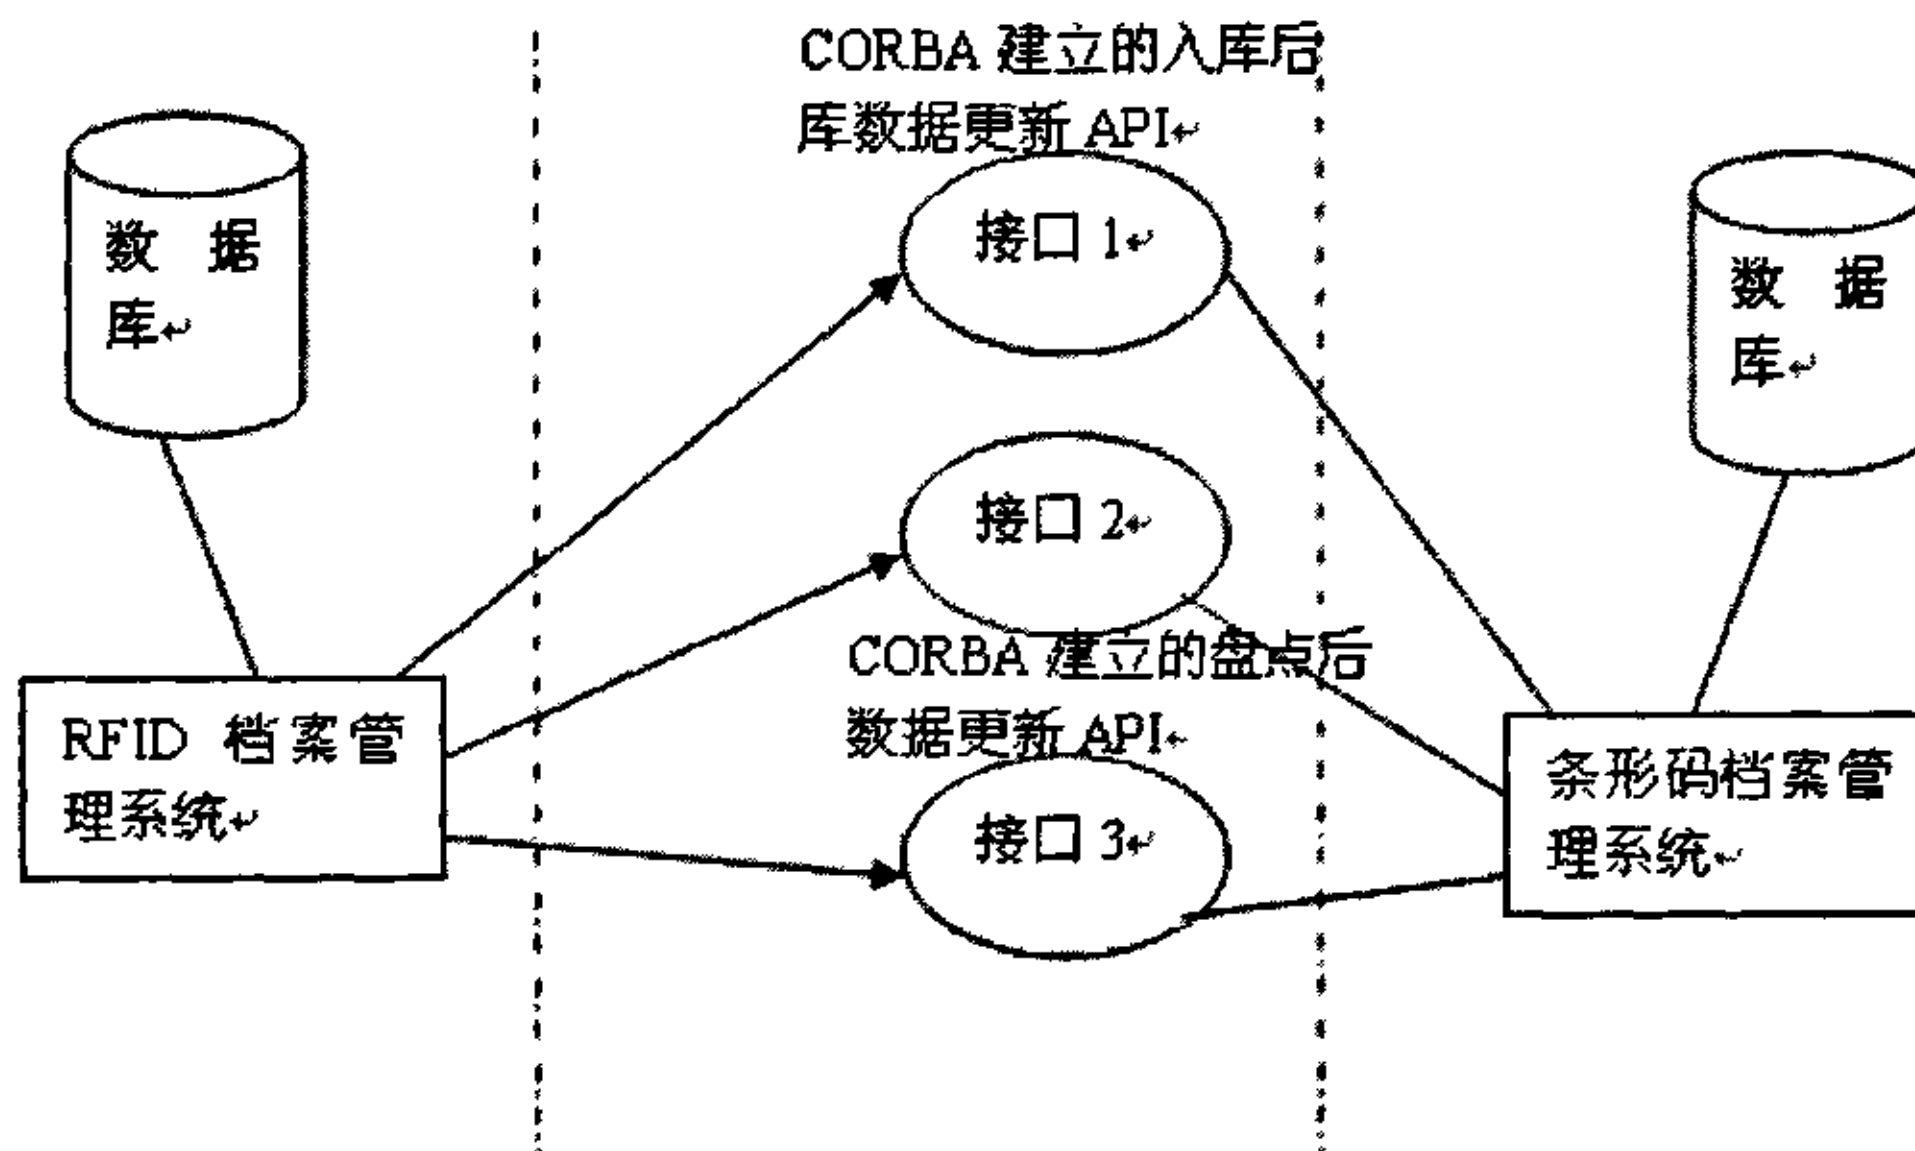 CORBA 建立的入库后
库数据更新 API
数 据
库
接口 1
数 据
库
接口 2
CORBA 建立的盘点后
数据更新 API
RFID 档案管
理系统
接口 3
条形码档案管
理系统